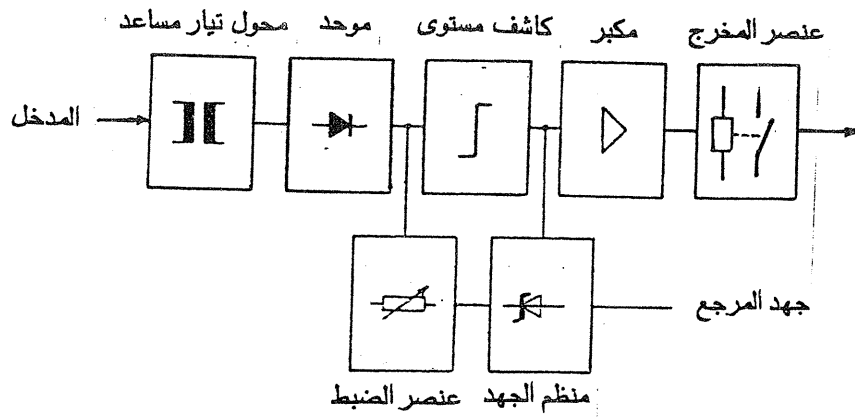 محول تيار مساعد
موحد
كاشف مستوى
مكبر
عنصر المخرج
المدخل
جهد المرجع
عنصر الضبط
منظم الجهد